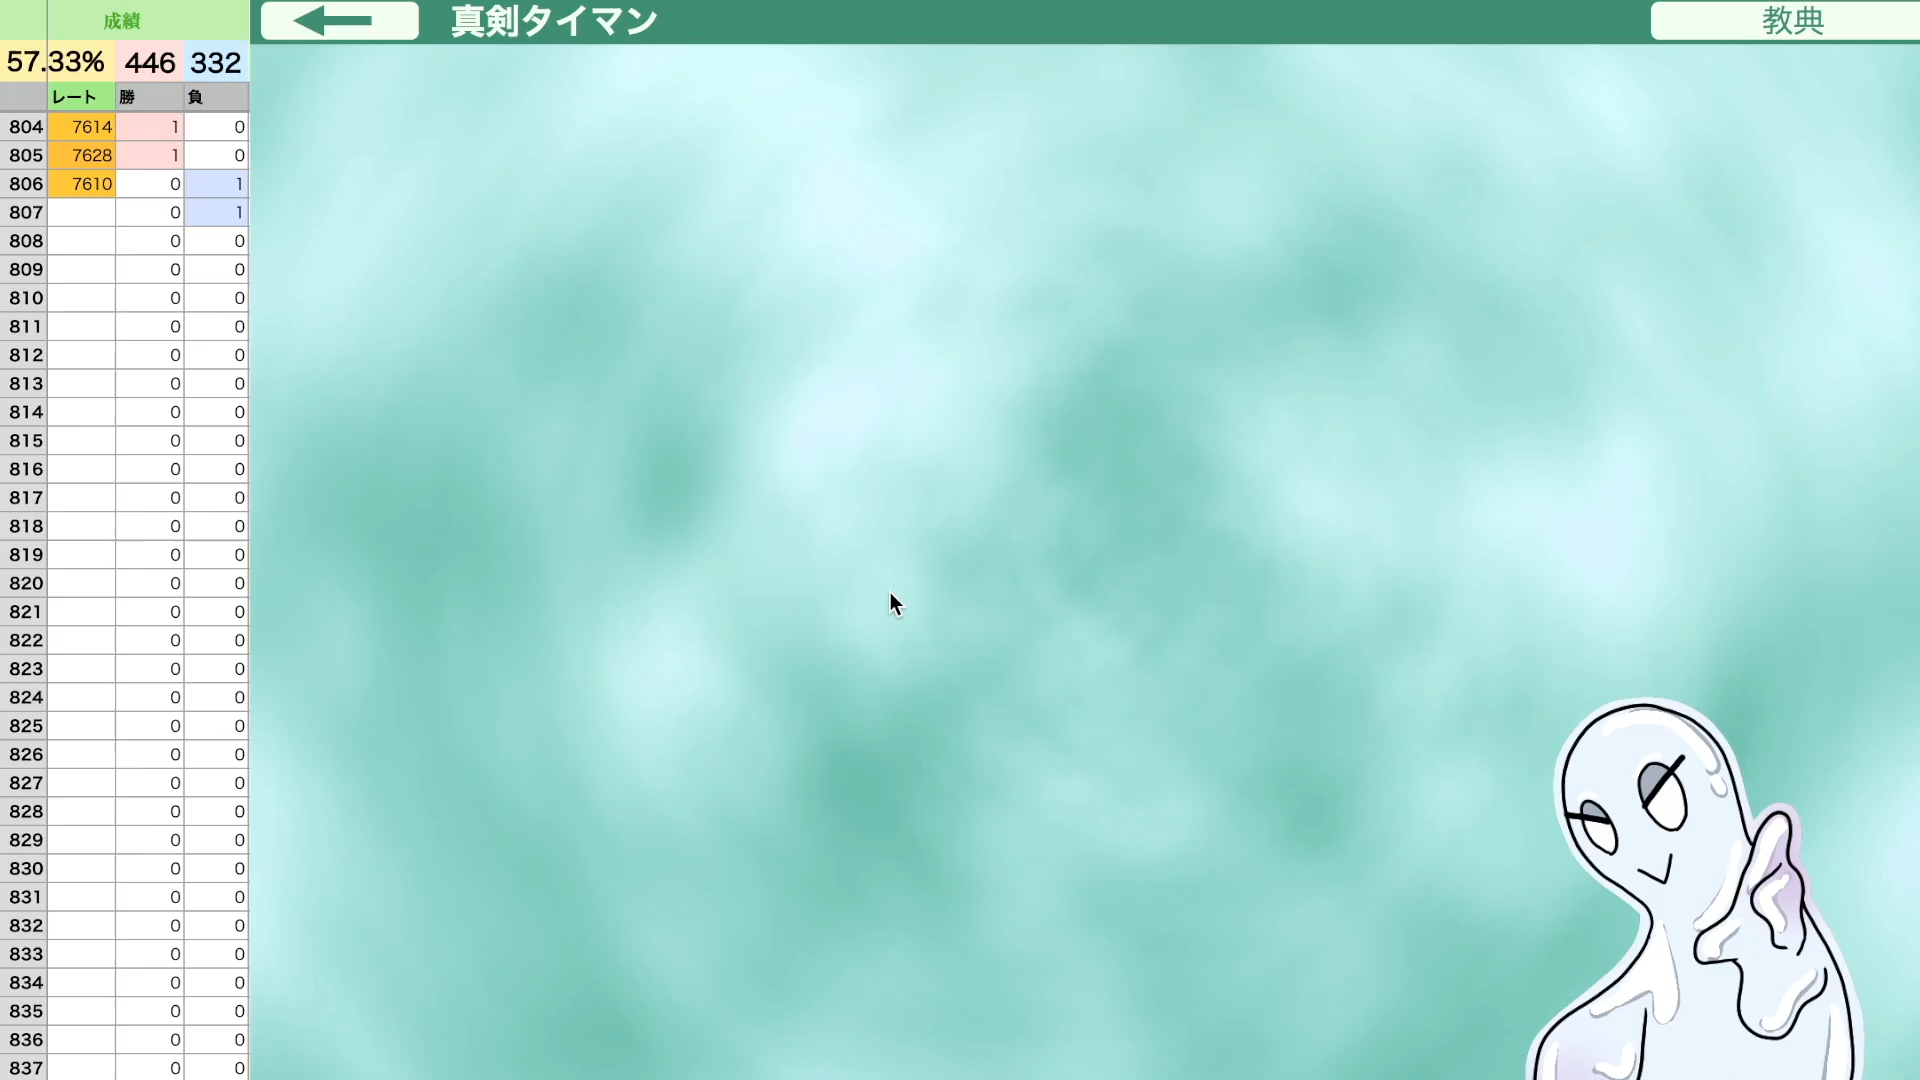 成績
真剣タイマン
教典
57.33% 446 332
レート 勝 負
804 7614 1 0
805 7628 1 0
806 7610 0 1
807 0 1
808 0 0
809 0 0
810 0 0
811 0 0
812 0 0
813 0 0
814 0 0
815 0 0
816 0 0
817 0 0
818 0 0
819 0 0
820 0 0
821 0 0
822 0 0
823 0 0
824 0 0
825 0 0
826 0 0
827 0 0
828 0 0
829 0 0
830 0 0
831 0 0
832 0 0
833 0 0
834 0 0
835 0 0
836 0 0
837 0 0